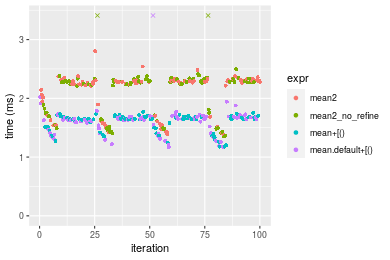 time (ms)
3
2
1
0
0
25
50
75
100
iteration
expr
mean2
mean2_no_refine
mean+[()
mean.default+[()